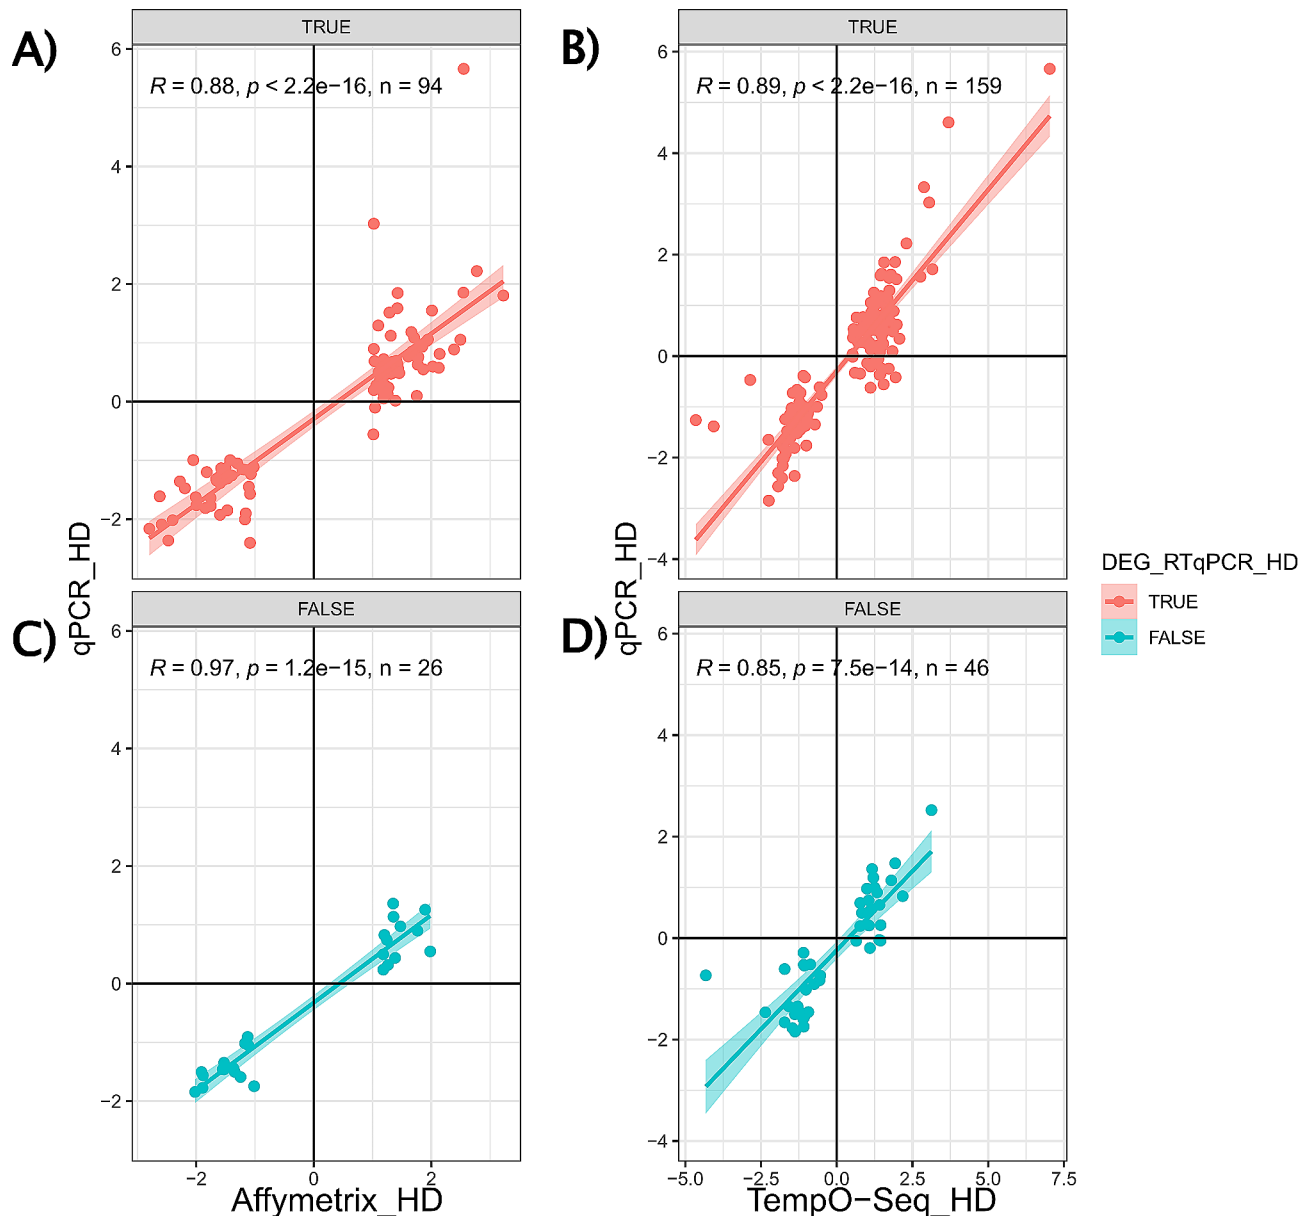 A)
TRUE
R = 0.88, p < 2.2e−16, n = 94
6
4
2
0
−2
qPCR_HD
B)
TRUE
R = 0.89, p < 2.2e−16, n = 159
6
4
2
0
−2
−4
qPCR_HD
C)
FALSE
R = 0.97, p = 1.2e−15, n = 26
6
4
2
0
−2
−2
0
2
Affymetrix_HD
D)
FALSE
R = 0.85, p = 7.5e−14, n = 46
6
4
2
0
−2
−4
−5.0
−2.5
0.0
2.5
5.0
7.5
TempO−Seq_HD
DEG_RTqPCR_HD
TRUE
FALSE